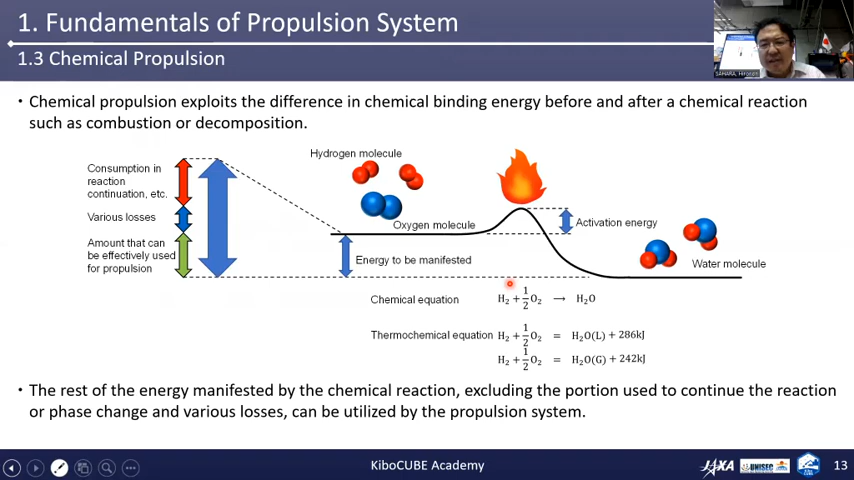 1. Fundamentals of Propulsion System
1.3 Chemical Propulsion
SAHARA, Hironori
• Chemical propulsion exploits the difference in chemical binding energy before and after a chemical reaction
such as combustion or decomposition.
Hydrogen molecule
Consumption in
reaction
continuation, etc.
Various losses
Amount that can
be effectively used
for propulsion
Oxygen molecule
Activation energy
Energy to be manifested
Water molecule
Chemical equation H₂ + 1/2 O₂ → H₂O
Thermochemical equation H₂ + 1/2 O₂ = H₂O(L) + 286kJ
H₂ + 1/2 O₂ = H₂O(G) + 242kJ
• The rest of the energy manifested by the chemical reaction, excluding the portion used to continue the reaction
or phase change and various losses, can be utilized by the propulsion system.
KiboCUBE Academy
JAXA
UNISEC
13